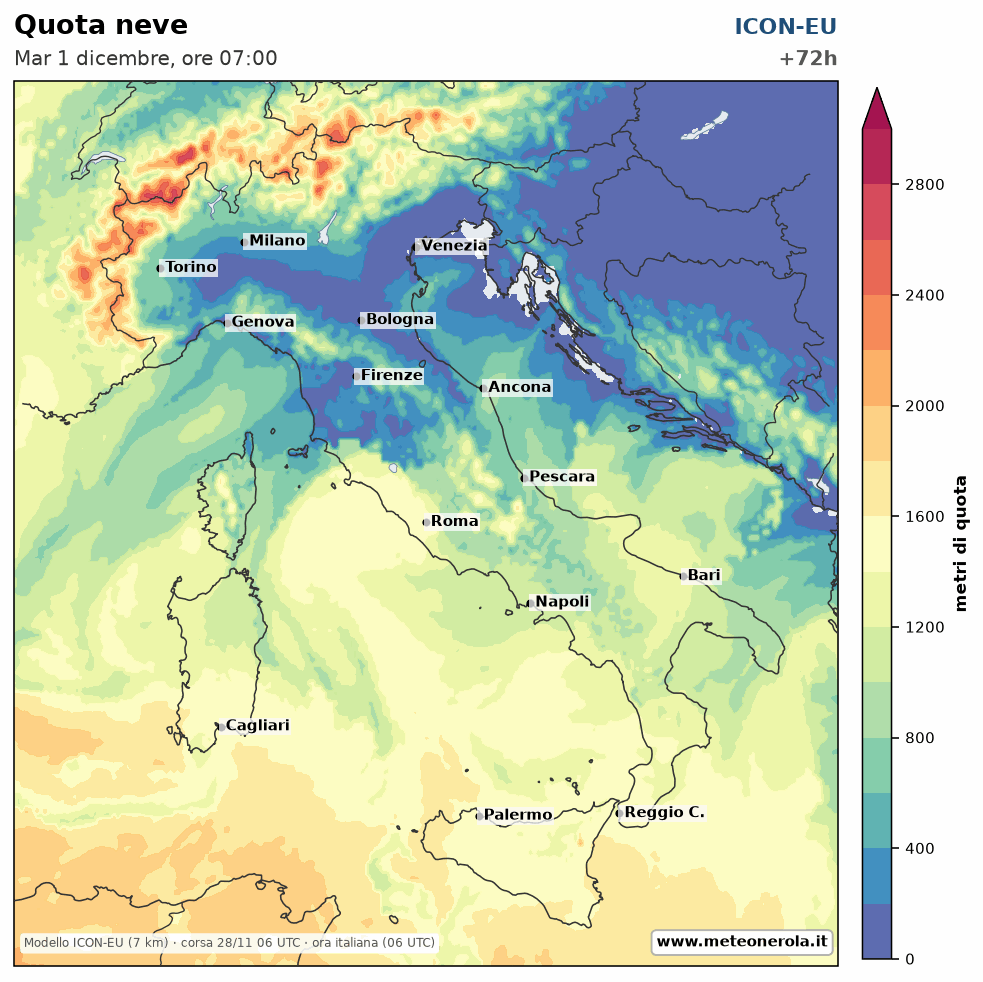 Quota neve
ICON-EU
Mar 1 dicembre, ore 07:00
+72h
Milano
Venezia
Torino
Genova
Bologna
Firenze
Ancona
Pescara
Roma
Bari
Napoli
Cagliari
Palermo
Reggio C.
2800
2400
2000
1600
1200
800
400
0
metri di quota
Modello ICON-EU (7 km) · corsa 28/11 06 UTC · ora italiana (06 UTC)
www.meteonerola.it